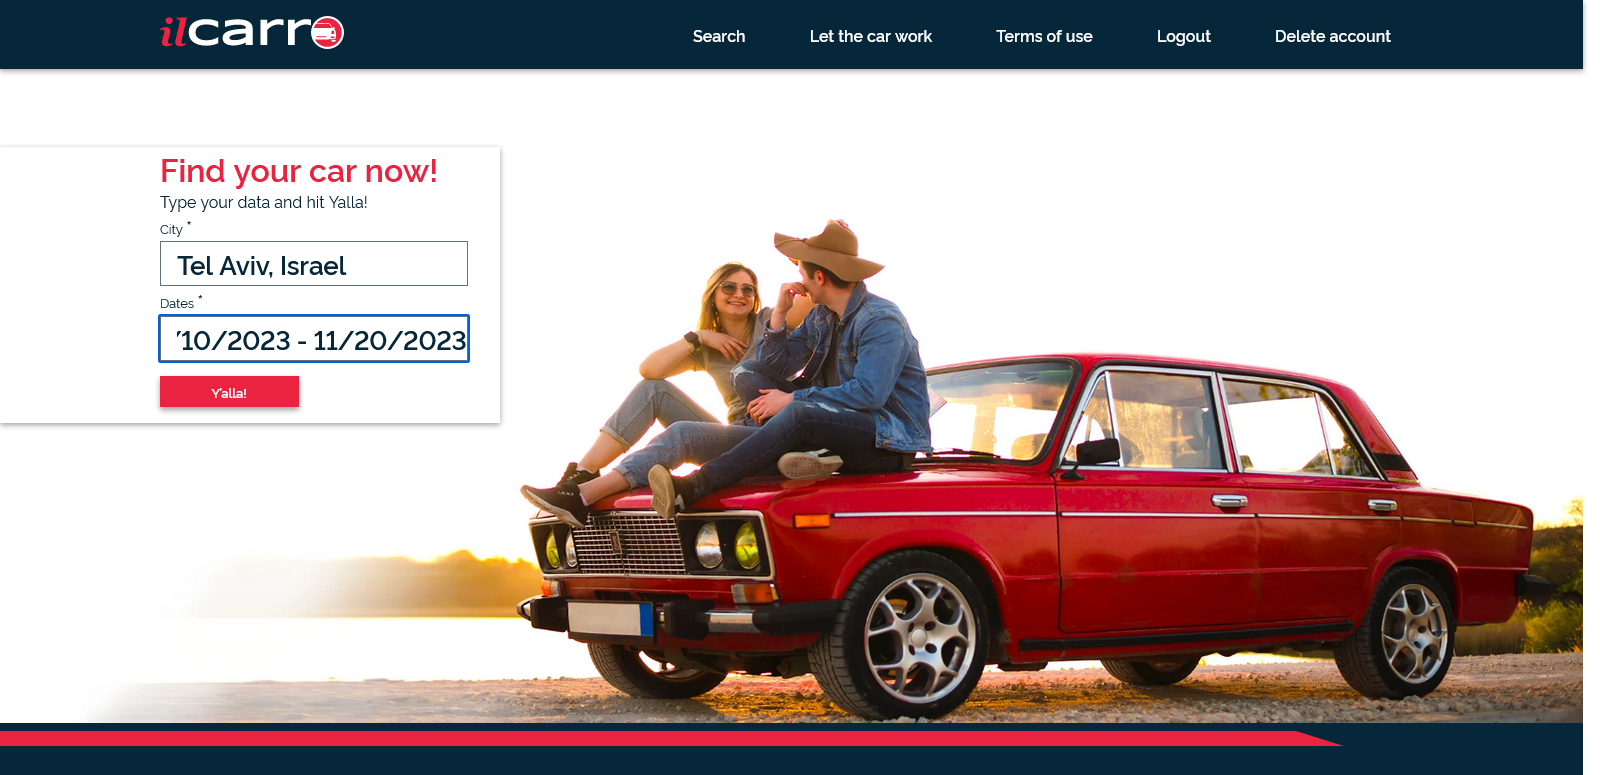 ilcarro
Search
Let the car work
Terms of use
Logout
Delete account
Find your car now!
Type your data and hit Yalla!
City *
Tel Aviv, Israel
Dates *
/10/2023 - 11/20/2023
Y'alla!